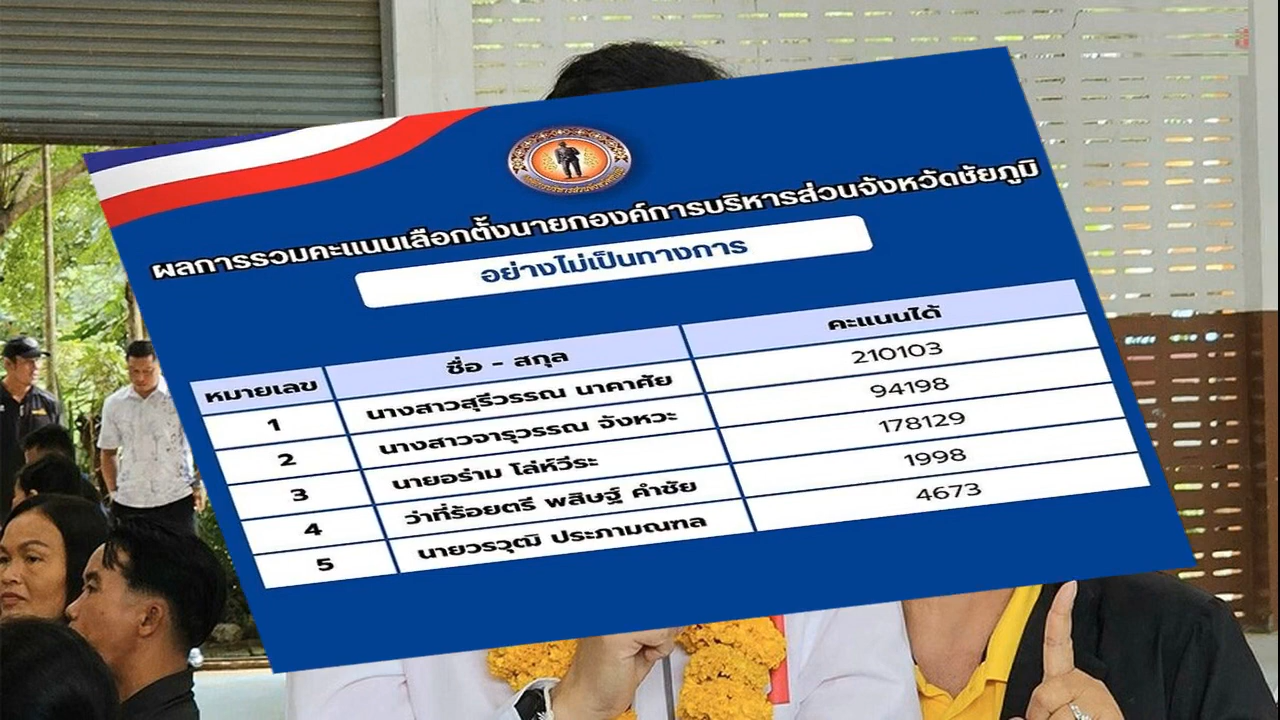 ผลการรวมคะแนนเลือกตั้งนายกองค์การบริหารส่วนจังหวัดชัยภูมิ
อย่างไม่เป็นทางการ
หมายเลข ชื่อ - สกุล คะแนนได้
1 นางสาวสุรีวรรณ นาคาศัย 210103
2 นางสาวจารุวรรณ จังหวะ 94198
3 นายอร่าม โล่ห์วีระ 178129
4 ว่าที่ร้อยตรี พสิษฐ์ คำชัย 1998
5 นายวรวุฒิ ประภามณฑล 4673